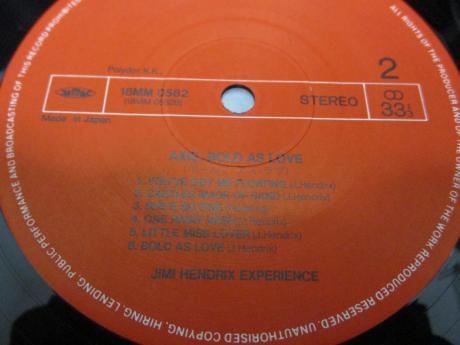 ALL RIGHTS OF THE PRODUCER AND OF THE OWNER OF THE WORK REPRODUCED RESERVED. UNAUTHORISED COPYING, HIRING, LENDING, PUBLIC PERFORMANCE AND BROADCASTING OF THIS RECORD PROHIBITED
Polydor K.K.
2
18MM 0582
(18MM 0582B)
STEREO
33 1/3
Made in Japan
AXIS: BOLD AS LOVE
1. YOU'VE GOT ME FLOATING (J.Hendrix)
2. CASTLES MADE OF SAND (J.Hendrix)
3. SHE'S SO FINE
4. ONE RAINY WISH (J.Hendrix)
5. LITTLE MISS LOVER (J.Hendrix)
6. BOLD AS LOVE (J.Hendrix)
JIMI HENDRIX EXPERIENCE